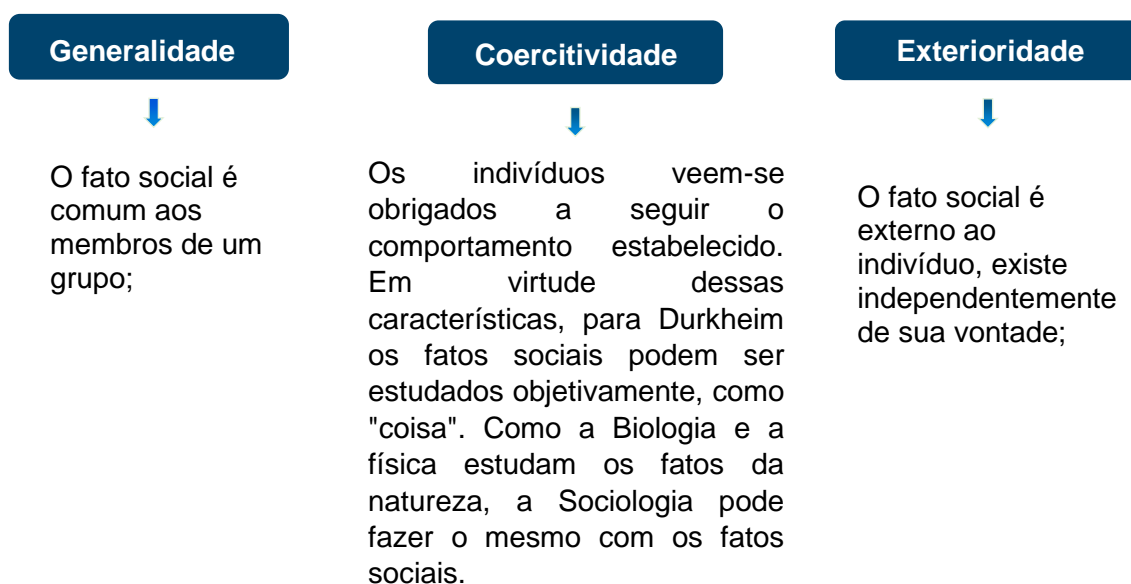 Generalidade
O fato social é
comum aos
membros de um
grupo;
Coercitividade
Os indivíduos veem-se
obrigados a seguir o
comportamento estabelecido.
Em virtude dessas
características, para Durkheim
os fatos sociais podem ser
estudados objetivamente, como
"coisa". Como a Biologia e a
física estudam os fatos da
natureza, a Sociologia pode
fazer o mesmo com os fatos
sociais.
Exterioridade
O fato social é
externo ao
indivíduo, existe
independentemente
de sua vontade;